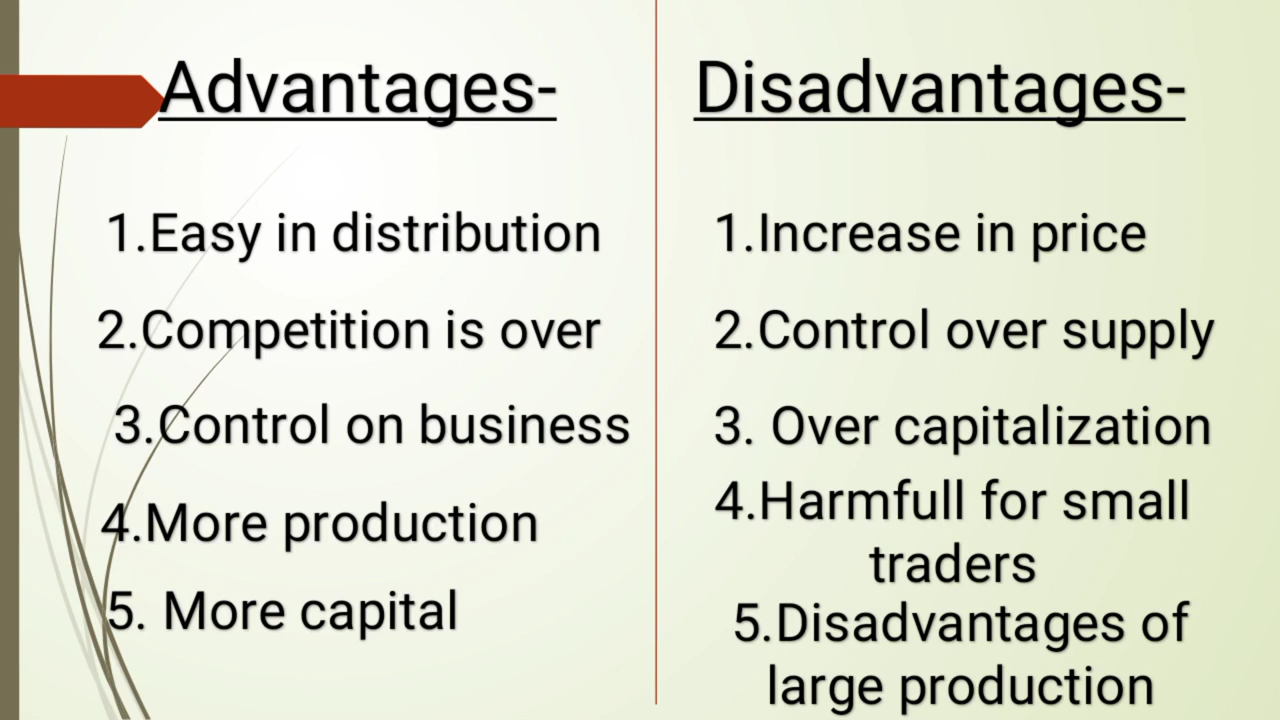 Advantages-
1.Easy in distribution
2.Competition is over
3.Control on business
4.More production
5. More capital
Disadvantages-
1.Increase in price
2.Control over supply
3. Over capitalization
4.Harmfull for small
traders
5.Disadvantages of
large production